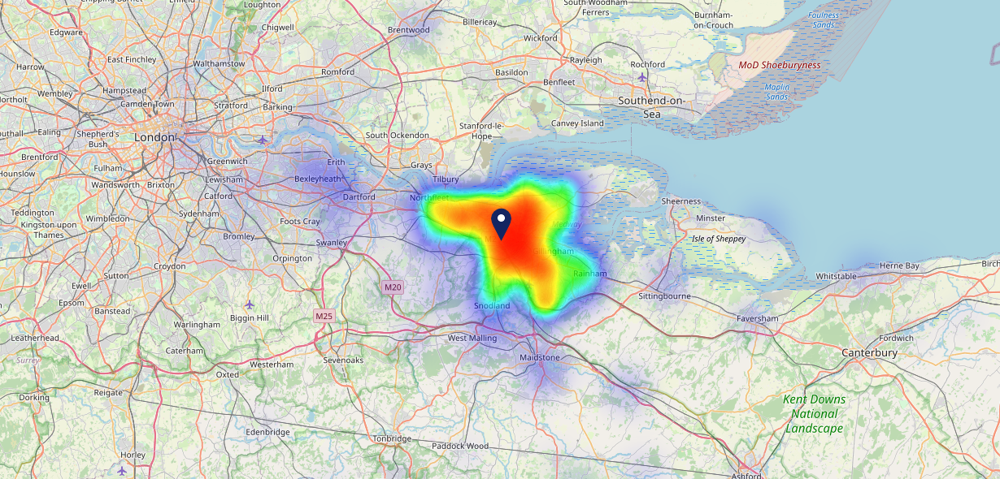 Loughton
South Woodham
Ferrers
Burnham-
on-Crouch
Foulness
Sands
Edgware
Chigwell
Brentwood
Billericay
Wickford
East Finchley
Walthamstow
Harrow
Romford
Rayleigh
Rochford
MoD Shoeburyness
Basildon
Benfleet
Wembley
Hampstead
Ilford
Maplin
Sands
Camden Town
Stratford
Barking
Southend-on-
Sea
Ealing
Shepherd's
Bush
London
South Ockendon
Stanford-le-
Hope
Canvey Island
Brentford
Greenwich
Erith
Grays
Hounslow
Fulham
Lewisham
Bexleyheath
Tilbury
Wandsworth
Brixton
Catford
Dartford
Northfleet
Sheerness
Teddington
Kingston upon
Thames
Wimbledon
Sydenham
Foots Cray
Medway
Minster
Bromley
Swanley
Isle of Sheppey
Orpington
Croydon
Rainham
Herne Bay
Sutton
Whitstable
Ewell
M20
Sittingbourne
Epsom
Banstead
Biggin Hill
M25
Snodland
Faversham
Warlingham
Leatherhead
West Malling
Fordwich
Caterham
Sevenoaks
Maidstone
Canterbury
Surrey
Westerham
Oxted
Reigate
Dorking
Kent Downs
National
Landscape
Edenbridge
Tonbridge
Paddock Wood
Horley
Ashford